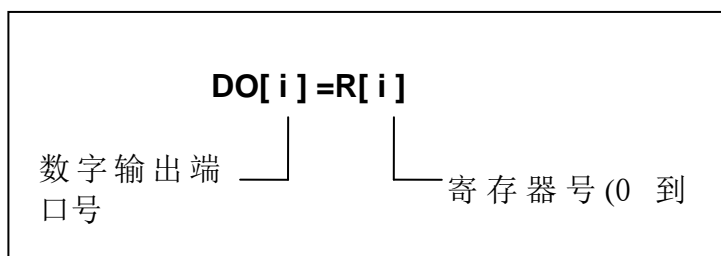 DO[ i ] =R[ i ]
数字输出端
口号
寄存器号(0 到